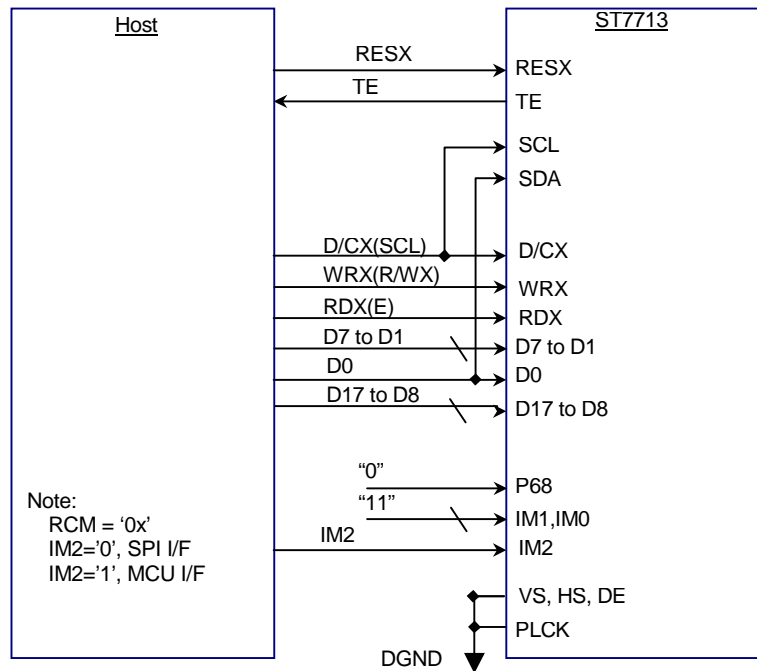 Host
ST7713
RESX
RESX
TE
TE
SCL
SDA
D/CX(SCL)
D/CX
WRX(R/WX)
WRX
RDX(E)
RDX
D7 to D1
D7 to D1
D0
D0
D17 to D8
D17 to D8
“0”
P68
“11”
IM1,IM0
IM2
IM2
Note:
RCM = ‘0x’
IM2=’0’, SPI I/F
IM2=’1’, MCU I/F
VS, HS, DE
PLCK
DGND